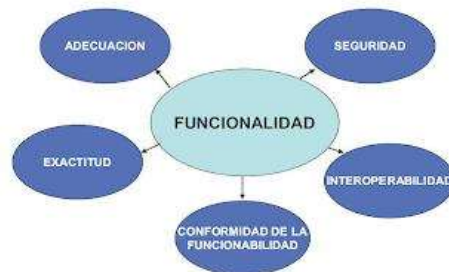 ADECUACION
SEGURIDAD
FUNCIONALIDAD
EXACTITUD
INTEROPERABILIDAD
CONFORMIDAD DE LA
FUNCIONABILIDAD